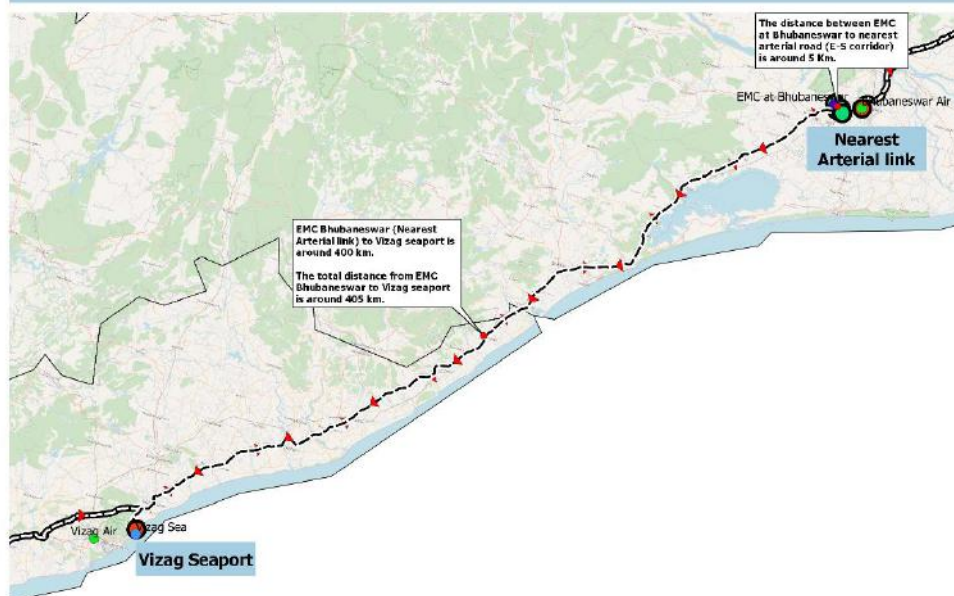 The distance between EMC
at Bhubaneswar to nearest
arterial road (E-S corridor)
is around 5 Km.
EMC at Bhubaneswar
Bhubaneswar Air
Nearest
Arterial link
EMC Bhubaneswar (Nearest
Arterial link) to Vizag seaport is
around 400 km.
The total distance from EMC
Bhubaneswar to Vizag seaport
is around 405 km.
Vizag Air
Vizag Sea
Vizag Seaport